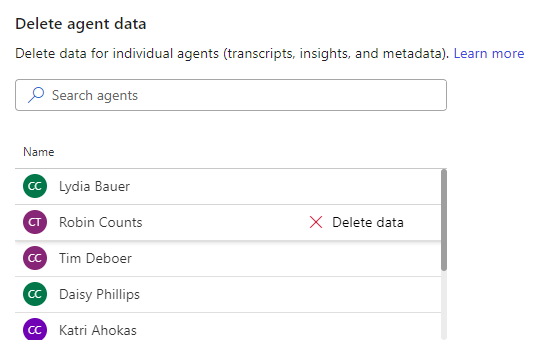 Delete agent data
Delete data for individual agents (transcripts, insights, and metadata). Learn more
Search agents
Name
CC Lydia Bauer
CT Robin Counts Delete data
CC Tim Deboer
CC Daisy Phillips
CC Katri Ahokas